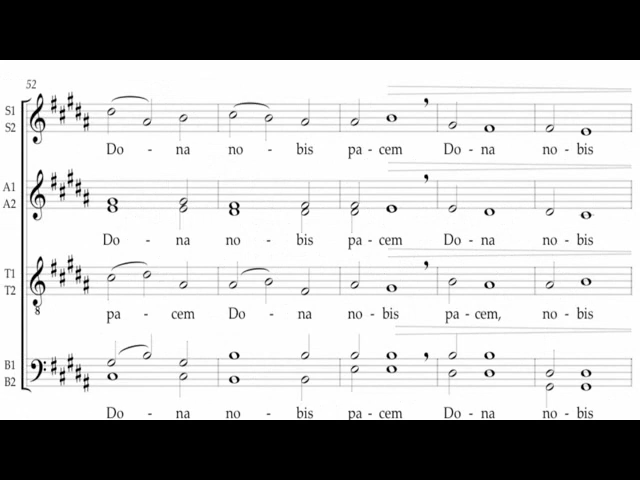 52
S1
S2
Do - na no - bis pa - cem Do - na no - bis
A1
A2
Do - na no - bis pa - cem Do - na no - bis
T1
T2
8
pa - cem Do - na no - bis pa - cem, no - bis
B1
B2
Do - na no - bis pa - cem Do - na no - bis